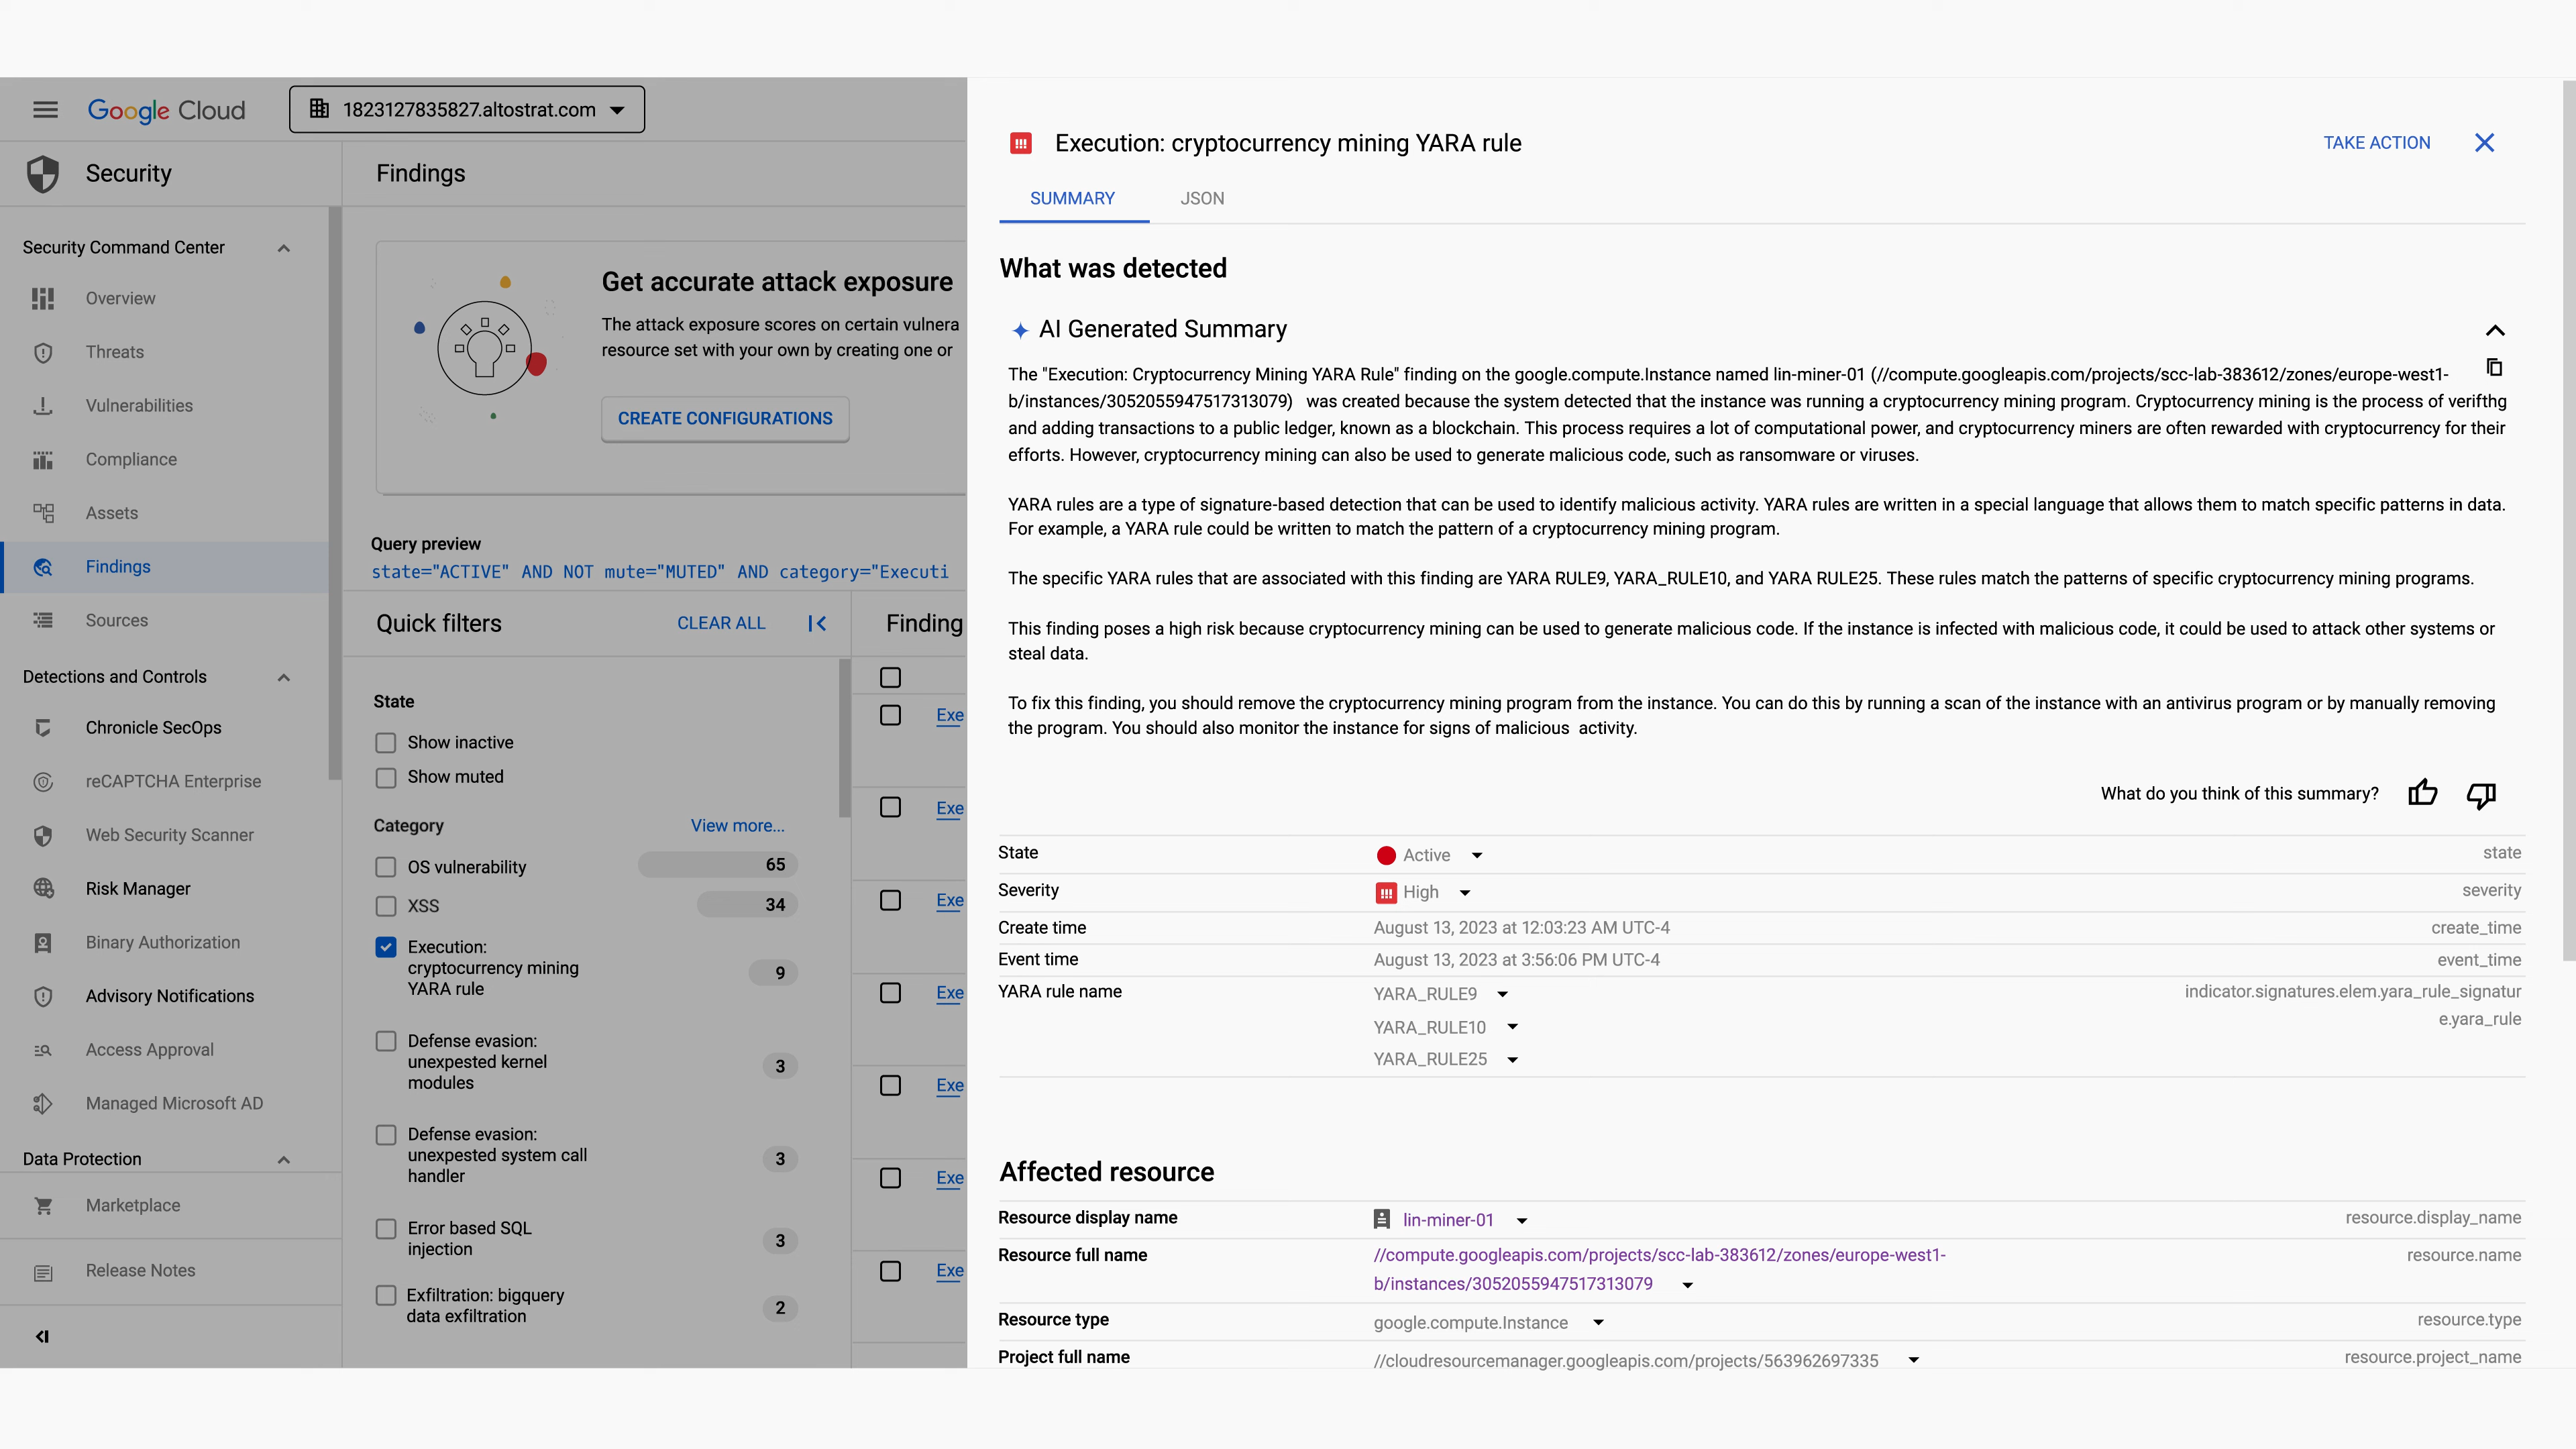 Google Cloud
1823127835827.altostrat.com
Security
Security Command Center
Overview
Threats
Vulnerabilities
Compliance
Assets
Findings
Sources
Detections and Controls
Chronicle SecOps
reCAPTCHA Enterprise
Web Security Scanner
Risk Manager
Binary Authorization
Advisory Notifications
Access Approval
Managed Microsoft AD
Data Protection
Marketplace
Release Notes
Findings
Get accurate attack exposure
The attack exposure scores on certain vulnera
resource set with your own by creating one or
CREATE CONFIGURATIONS
Query preview
state="ACTIVE" AND NOT mute="MUTED" AND category="Executi
Quick filters
CLEAR ALL
State
Show inactive
Show muted
Category
View more...
OS vulnerability 65
XSS 34
Execution:
cryptocurrency mining 9
YARA rule
Defense evasion:
unexpested kernel 3
modules
Defense evasion:
unexpested system call 3
handler
Error based SQL
injection 3
Exfiltration: bigquery
data exfiltration 2
Finding
Exe
Exe
Exe
Exe
Exe
Exe
Exe
Execution: cryptocurrency mining YARA rule
TAKE ACTION
SUMMARY
JSON
What was detected
AI Generated Summary
The "Execution: Cryptocurrency Mining YARA Rule" finding on the google.compute.Instance named lin-miner-01 (//compute.googleapis.com/projects/scc-lab-383612/zones/europe-west1-
b/instances/3052055947517313079) was created because the system detected that the instance was running a cryptocurrency mining program. Cryptocurrency mining is the process of verifthg
and adding transactions to a public ledger, known as a blockchain. This process requires a lot of computational power, and cryptocurrency miners are often rewarded with cryptocurrency for their
efforts. However, cryptocurrency mining can also be used to generate malicious code, such as ransomware or viruses.
YARA rules are a type of signature-based detection that can be used to identify malicious activity. YARA rules are written in a special language that allows them to match specific patterns in data.
For example, a YARA rule could be written to match the pattern of a cryptocurrency mining program.
The specific YARA rules that are associated with this finding are YARA RULE9, YARA_RULE10, and YARA RULE25. These rules match the patterns of specific cryptocurrency mining programs.
This finding poses a high risk because cryptocurrency mining can be used to generate malicious code. If the instance is infected with malicious code, it could be used to attack other systems or
steal data.
To fix this finding, you should remove the cryptocurrency mining program from the instance. You can do this by running a scan of the instance with an antivirus program or by manually removing
the program. You should also monitor the instance for signs of malicious activity.
What do you think of this summary?
State Active state
Severity High severity
Create time August 13, 2023 at 12:03:23 AM UTC-4 create_time
Event time August 13, 2023 at 3:56:06 PM UTC-4 event_time
YARA rule name YARA_RULE9 indicator.signatures.elem.yara_rule_signatur
YARA_RULE10 e.yara_rule
YARA_RULE25
Affected resource
Resource display name lin-miner-01 resource.display_name
Resource full name //compute.googleapis.com/projects/scc-lab-383612/zones/europe-west1- resource.name
b/instances/3052055947517313079
Resource type google.compute.Instance resource.type
Project full name //cloudresourcemanager.googleapis.com/projects/563962697335 resource.project_name